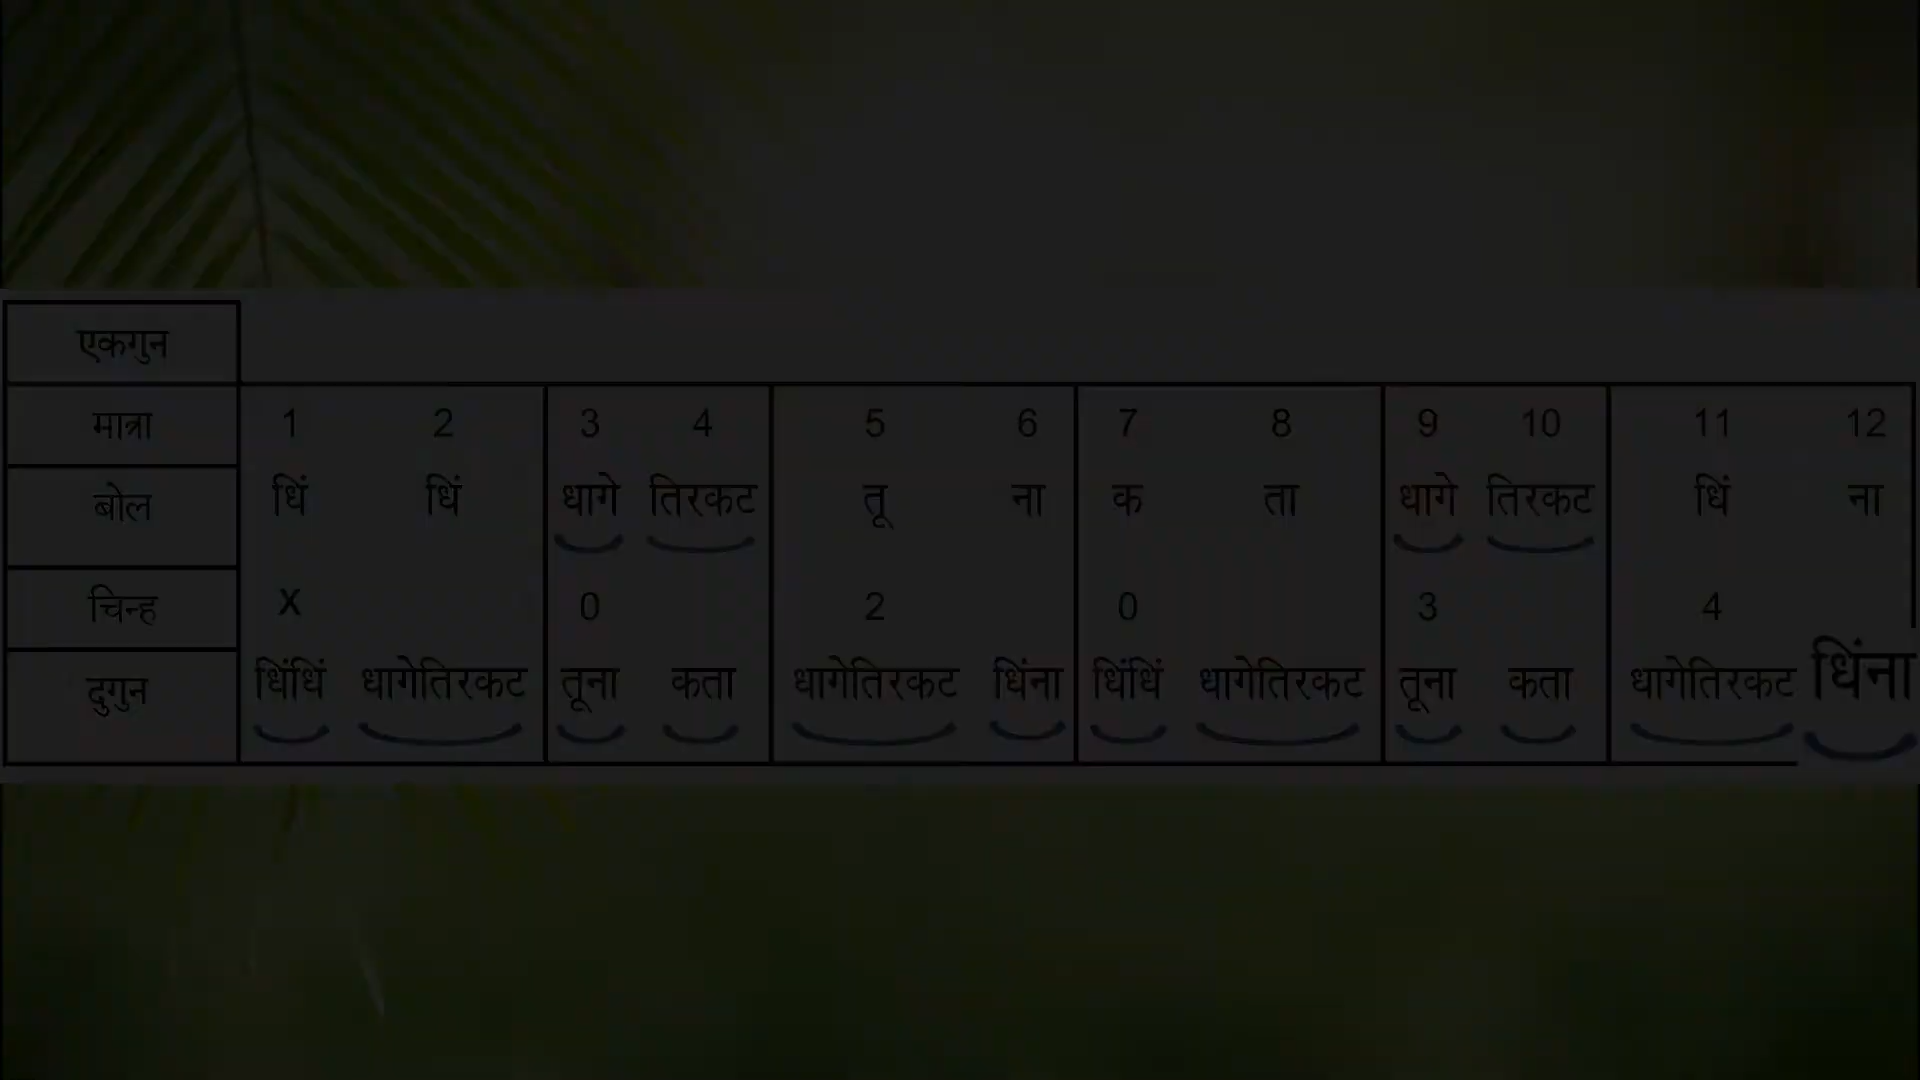 एकगुन
मात्रा 1 2 3 4 5 6 7 8 9 10 11 12
बोल धिं धिं धागे तिरकट तू ना क ता धागे तिरकट धिं ना
चिन्ह X 0 2 0 3 4
दुगुन धिंधिं धागेतिरकट तूना कता धागेतिरकट धिंना धिंधिं धागेतिरकट तूना कता धागेतिरकट धिंना